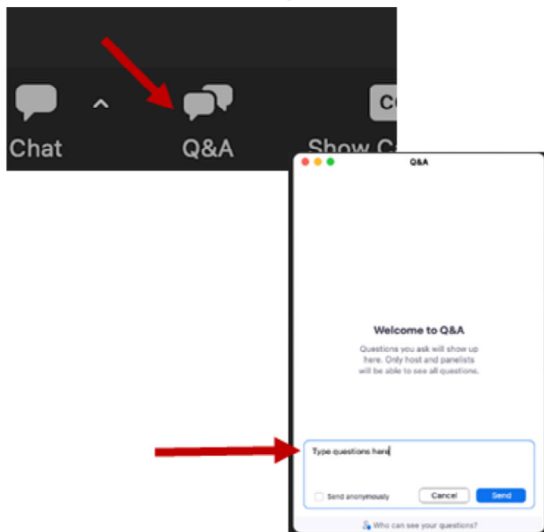 Chat
Q&A
Show C
Q&A
Welcome to Q&A
Questions you ask will show up
here. Only host and panelists
will be able to see all questions.
Type questions here
Send anonymously
Cancel
Send
Who can see your questions?